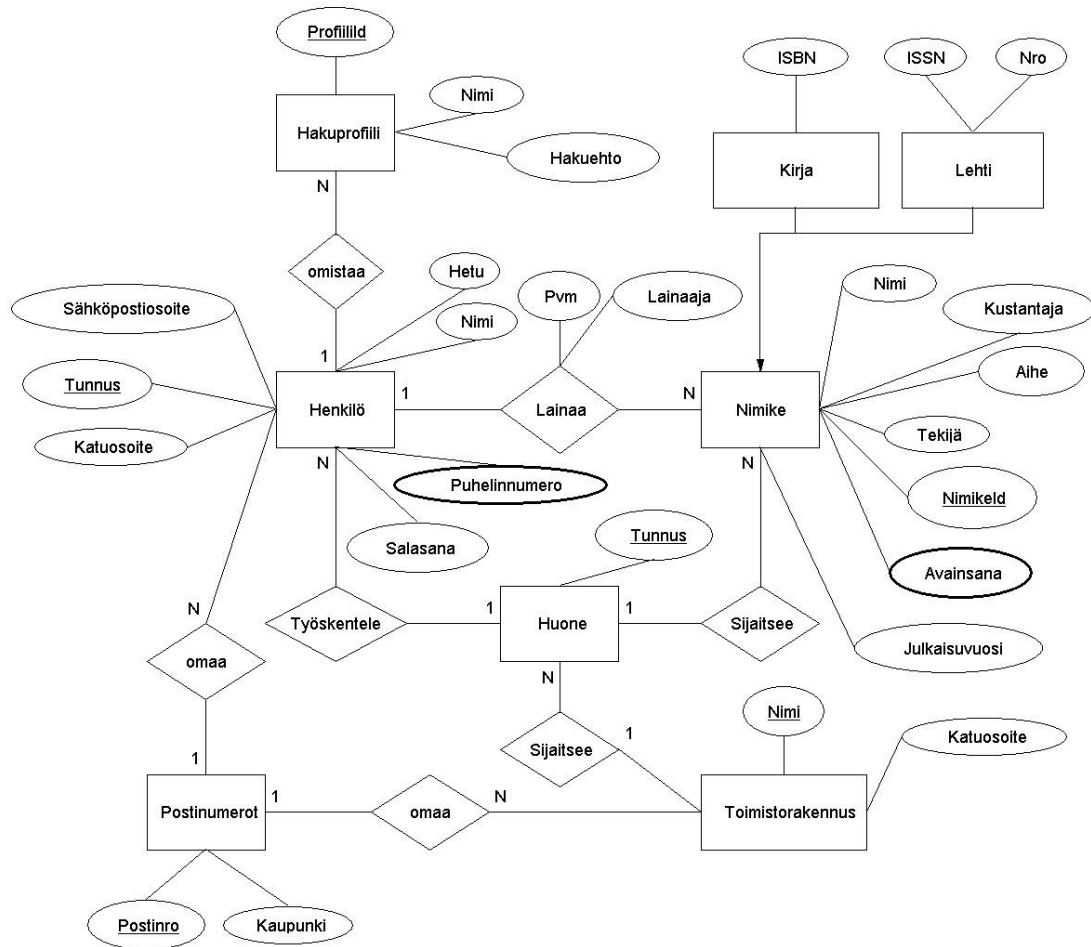 ProfiiliId
ISBN
ISSN
Nro
Nimi
Hakuprofiili
Hakuehto
Kirja
Lehti
N
omistaa
Hetu
Pvm
Lainaaja
Nimi
Sähköpostiosoite
Nimi
Kustantaja
1
Aihe
Tunnus
Henkilö
1
Lainaa
N
Nimike
Katuosoite
Tekijä
N
N
Puhelinnumero
NimikeId
Tunnus
Salasana
Avainsana
N
Työskentele
1
Huone
1
Sijaitsee
Julkaisuvuosi
omaa
N
Nimi
Sijaitsee
1
Katuosoite
1
Postinumerot
1
omaa
N
Toimistorakennus
Postinro
Kaupunki